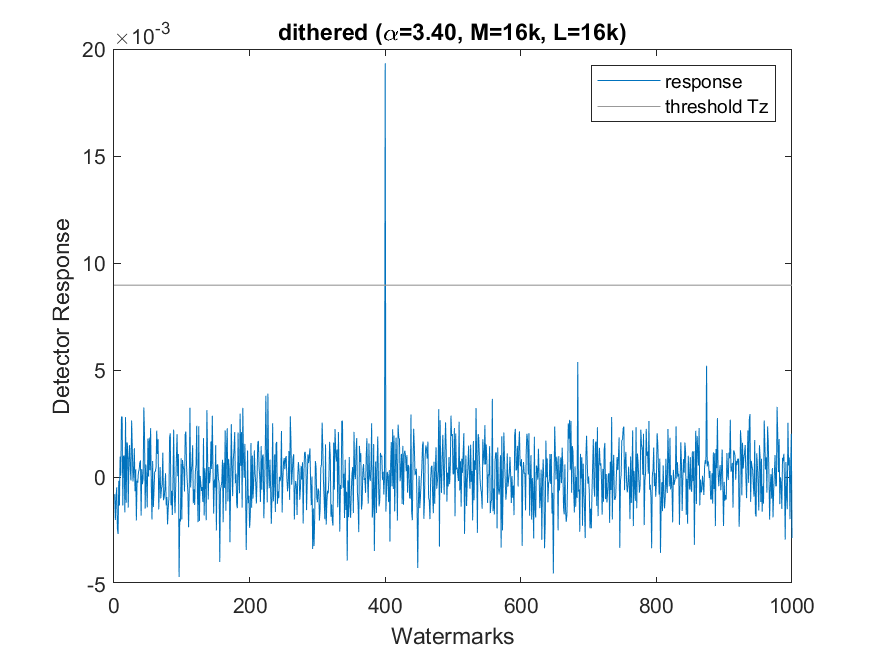 ×10-3
dithered (α=3.40, M=16k, L=16k)
20
15
10
5
0
-5
0
200
400
600
800
1000
Detector Response
Watermarks
response
threshold Tz